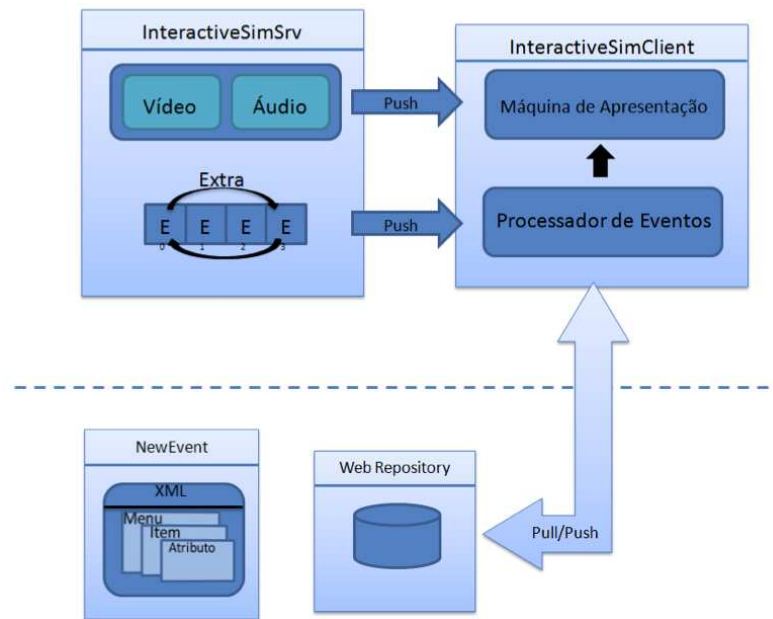 InteractiveSimSrv
Vídeo
Áudio
Push
Extra
E E E E
0 1 2 3
Push
InteractiveSimClient
Máquina de Apresentação
Processador de Eventos
NewEvent
XML
Menu
Item
Atributo
Web Repository
Pull/Push